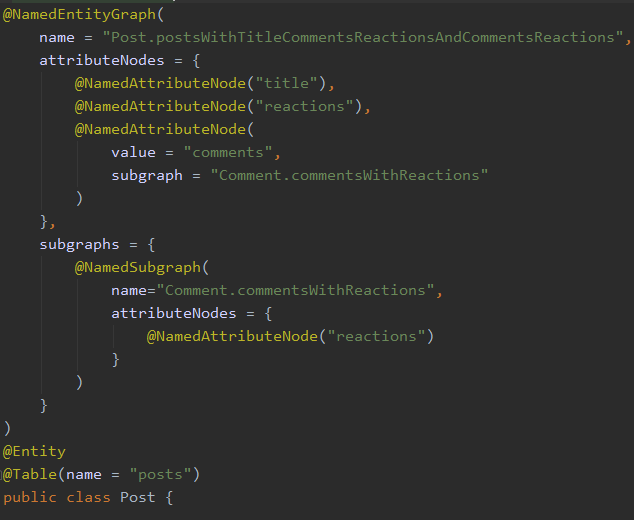 @NamedEntityGraph(
    name = "Post.postsWithTitleCommentsReactionsAndCommentsReactions",
    attributeNodes = {
        @NamedAttributeNode("title"),
        @NamedAttributeNode("reactions"),
        @NamedAttributeNode(
            value = "comments",
            subgraph = "Comment.commentsWithReactions"
        )
    },
    subgraphs = {
        @NamedSubgraph(
            name="Comment.commentsWithReactions",
            attributeNodes = {
                @NamedAttributeNode("reactions")
            }
        )
    }
)
@Entity
@Table(name = "posts")
public class Post {